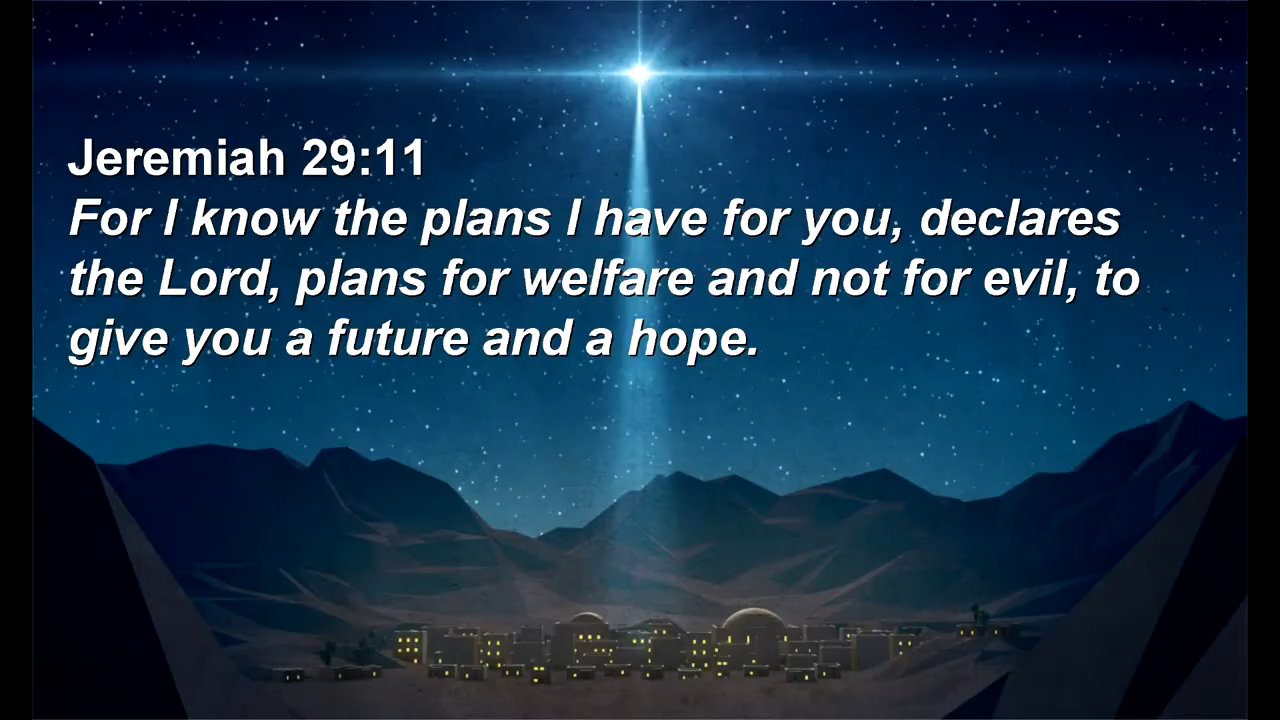 Jeremiah 29:11
For I know the plans I have for you, declares
the Lord, plans for welfare and not for evil, to
give you a future and a hope.